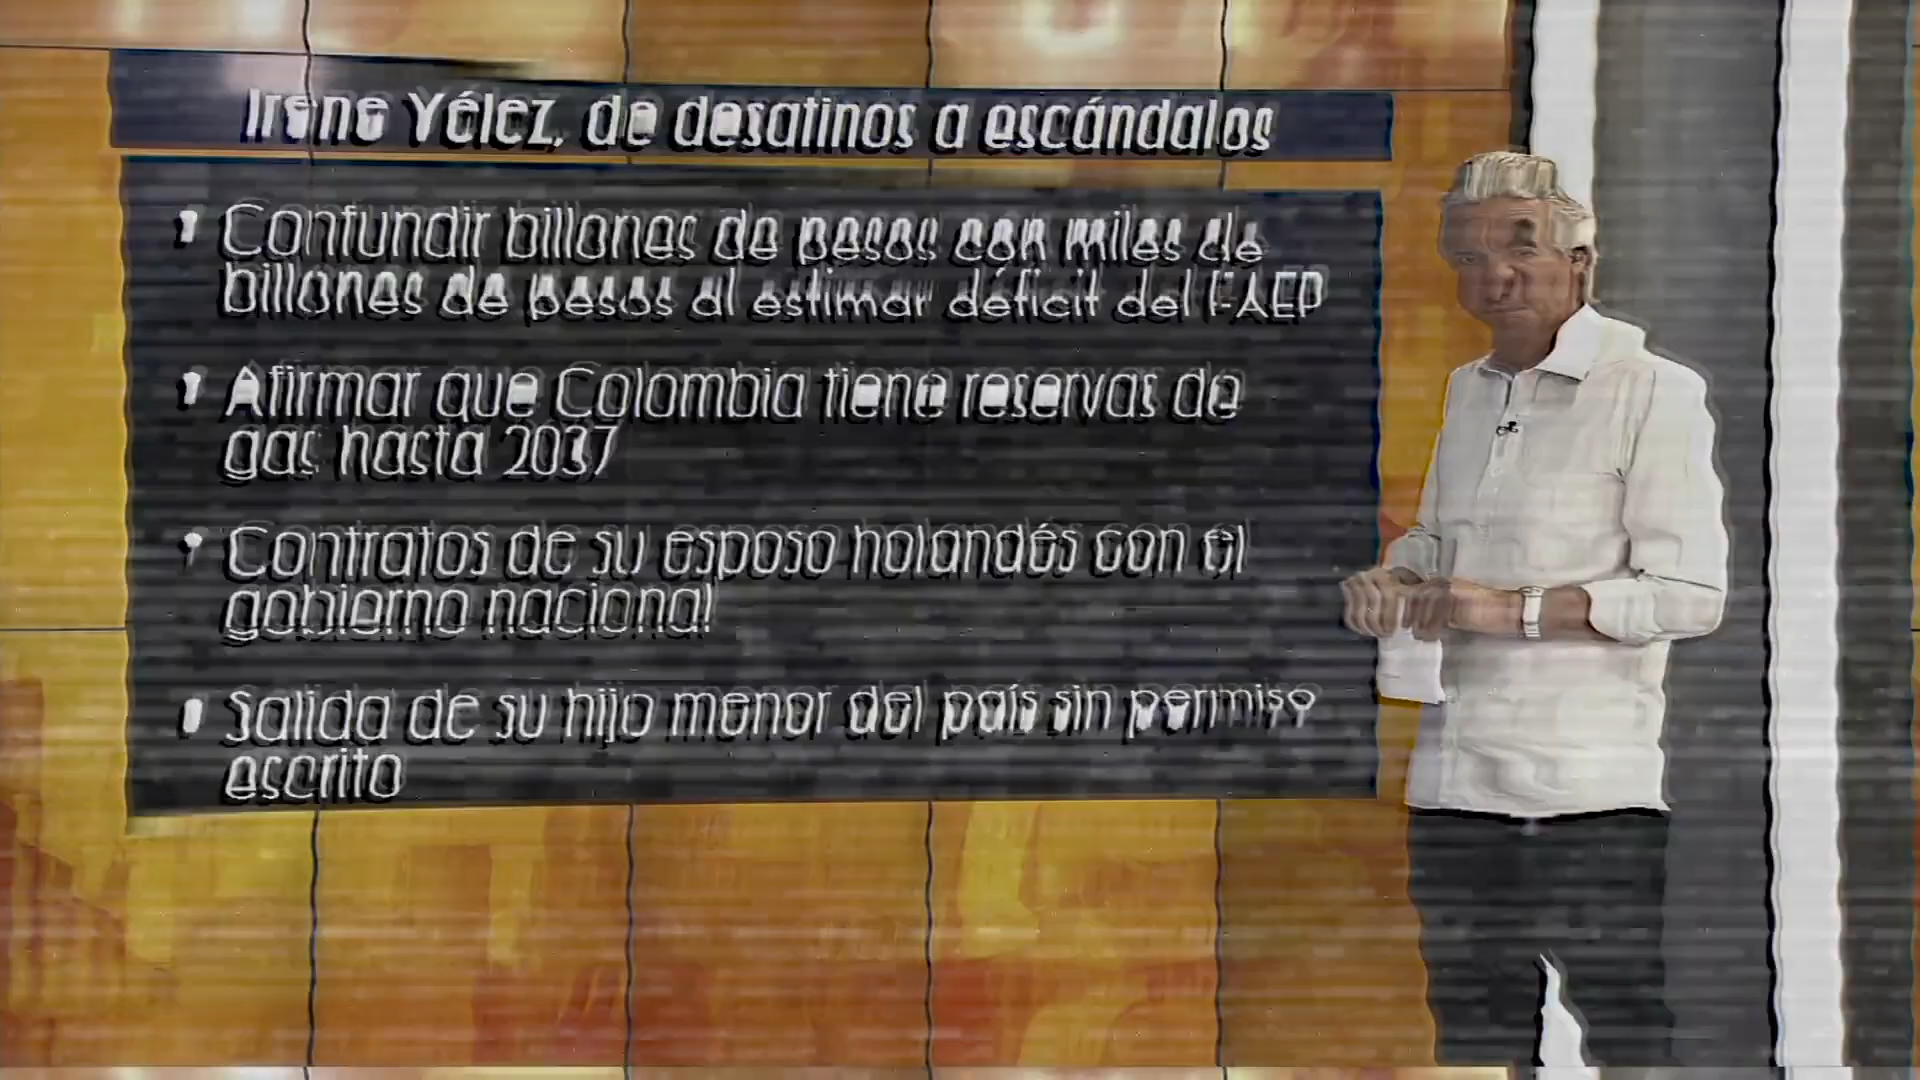 Irene Vélez, de desatinos a escándalos
Confundir billones de pesos con miles de
billones de pesos al estimar déficit del FAEP
Afirmar que Colombia tiene reservas de
gas hasta 2037
Contratos de su esposo holandés con el
gobierno nacional
Salida de su hijo menor del país sin permiso
escrito